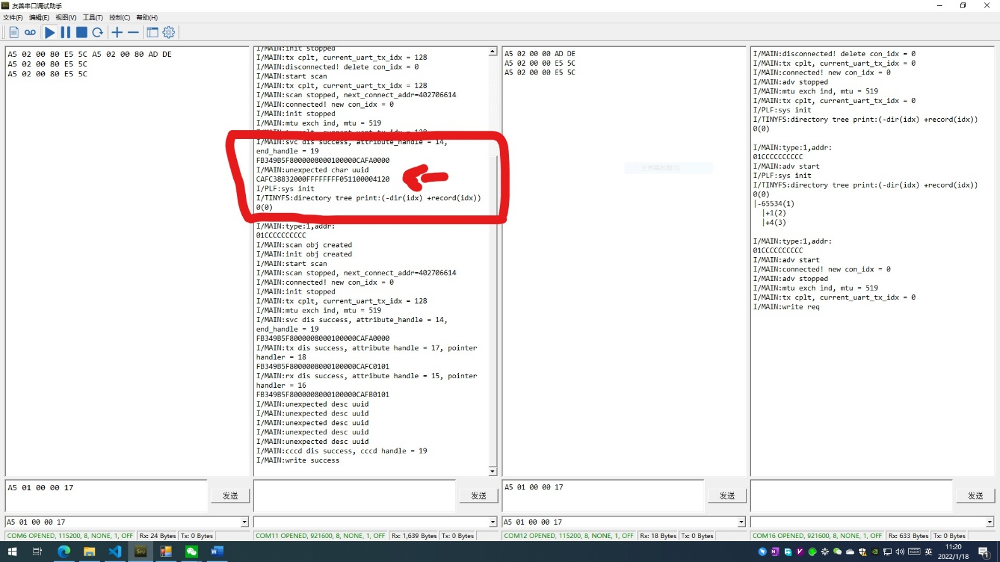 友善串口调试助手
文件(F) 编辑(E) 视图(V) 工具(T) 控制(C) 帮助(H)
A5 02 00 80 E5 5C A5 02 00 80 AD DE
A5 02 00 80 E5 5C
A5 02 00 80 E5 5C
I/MAIN:init stopped
I/MAIN:tx cplt, current_uart_tx_idx = 128
I/MAIN:disconnected! delete con_idx = 0
I/MAIN:start scan
I/MAIN:tx cplt, current_uart_tx_idx = 128
I/MAIN:scan stopped, next_connect_addr=402706614
I/MAIN:connected! new con_idx = 0
I/MAIN:init stopped
I/MAIN:mtu exch ind, mtu = 519
I/MAIN:svc dis success, attribute_handle = 14,
end_handle = 19
FB349B5F8000008000100000CAFA0000
I/MAIN:unexpected char uuid
CAFC38832000FFFFFFFF051100004120
I/PLF:sys init
I/TINYFS:directory tree print:(-dir(idx) +record(idx))
0(0)
I/MAIN:type:1,addr:
01CCCCCCCCCC
I/MAIN:scan obj created
I/MAIN:init obj created
I/MAIN:start scan
I/MAIN:scan stopped, next_connect_addr=402706614
I/MAIN:connected! new con_idx = 0
I/MAIN:init stopped
I/MAIN:tx cplt, current_uart_tx_idx = 128
I/MAIN:mtu exch ind, mtu = 519
I/MAIN:svc dis success, attribute_handle = 14,
end_handle = 19
FB349B5F8000008000100000CAFA0000
I/MAIN:tx dis success, attribute handle = 17, pointer
handler = 18
FB349B5F8000008000100000CAFC0101
I/MAIN:rx dis success, attribute handle = 15, pointer
handler = 16
FB349B5F8000008000100000CAFB0101
I/MAIN:unexpected desc uuid
I/MAIN:unexpected desc uuid
I/MAIN:unexpected desc uuid
I/MAIN:unexpected desc uuid
I/MAIN:unexpected desc uuid
I/MAIN:cccd dis success, cccd handle = 19
I/MAIN:write success
A5 02 00 00 AD DE
A5 02 00 00 E5 5C
A5 02 00 00 E5 5C
I/MAIN:disconnected! delete con_idx = 0
I/MAIN:tx cplt, current_uart_tx_idx = 0
I/MAIN:connected! new con_idx = 0
I/MAIN:adv stopped
I/MAIN:mtu exch ind, mtu = 519
I/MAIN:tx cplt, current_uart_tx_idx = 0
I/PLF:sys init
I/TINYFS:directory tree print:(-dir(idx) +record(idx))
0(0)
I/MAIN:type:1,addr:
01CCCCCCCCCC
I/MAIN:adv start
I/PLF:sys init
I/TINYFS:directory tree print:(-dir(idx) +record(idx))
0(0)
|-65534(1)
|+1(2)
|+4(3)
I/MAIN:type:1,addr:
01CCCCCCCCCC
I/MAIN:adv start
I/MAIN:connected! new con_idx = 0
I/MAIN:adv stopped
I/MAIN:mtu exch ind, mtu = 519
I/MAIN:tx cplt, current_uart_tx_idx = 0
I/MAIN:write req
A5 01 00 00 17
发送
发送
A5 01 00 00 17
发送
发送
A5 01 00 00 17
A5 01 00 00 17
COM6 OPENED, 115200, 8, NONE, 1, OFF Rx: 24 Bytes Tx: 0 Bytes
COM11 OPENED, 921600, 8, NONE, 1, OFF Rx: 1,639 Bytes Tx: 0 Bytes
COM12 OPENED, 115200, 8, NONE, 1, OFF Rx: 18 Bytes Tx: 0 Bytes
COM16 OPENED, 921600, 8, NONE, 1, OFF Rx: 633 Bytes Tx: 0 Bytes
英
11:20
2022/1/18